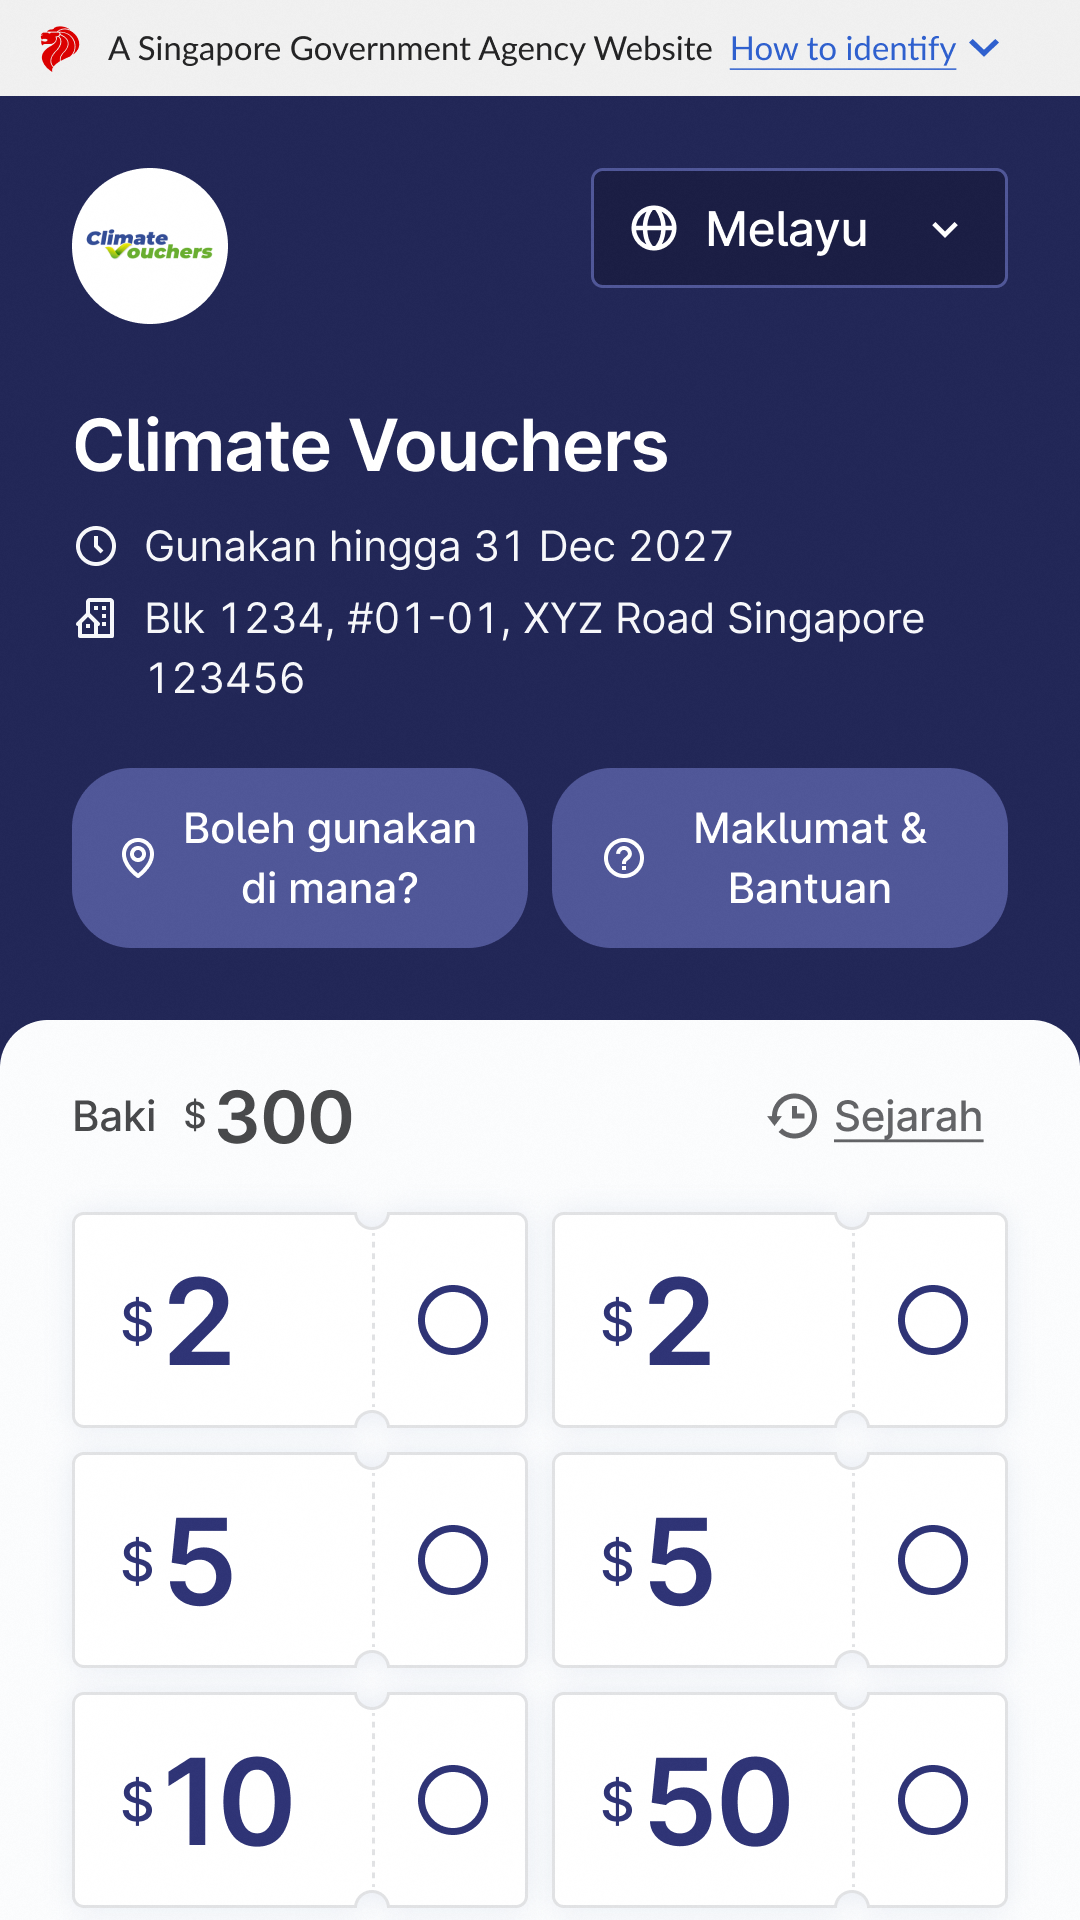 A Singapore Government Agency Website How to identify
Climate
Vouchers
Melayu
Climate Vouchers
Gunakan hingga 31 Dec 2027
Blk 1234, #01-01, XYZ Road Singapore
123456
Boleh gunakan
di mana?
Maklumat &
Bantuan
Baki $300
Sejarah
$2
$2
$5
$5
$10
$50